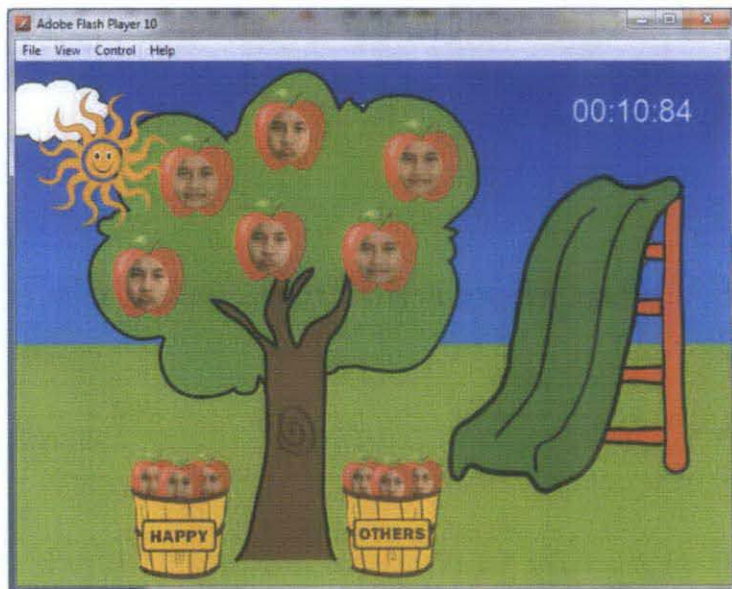 Adobe Flash Player 10
File View Control Help
00:10:84
HAPPY
OTHERS